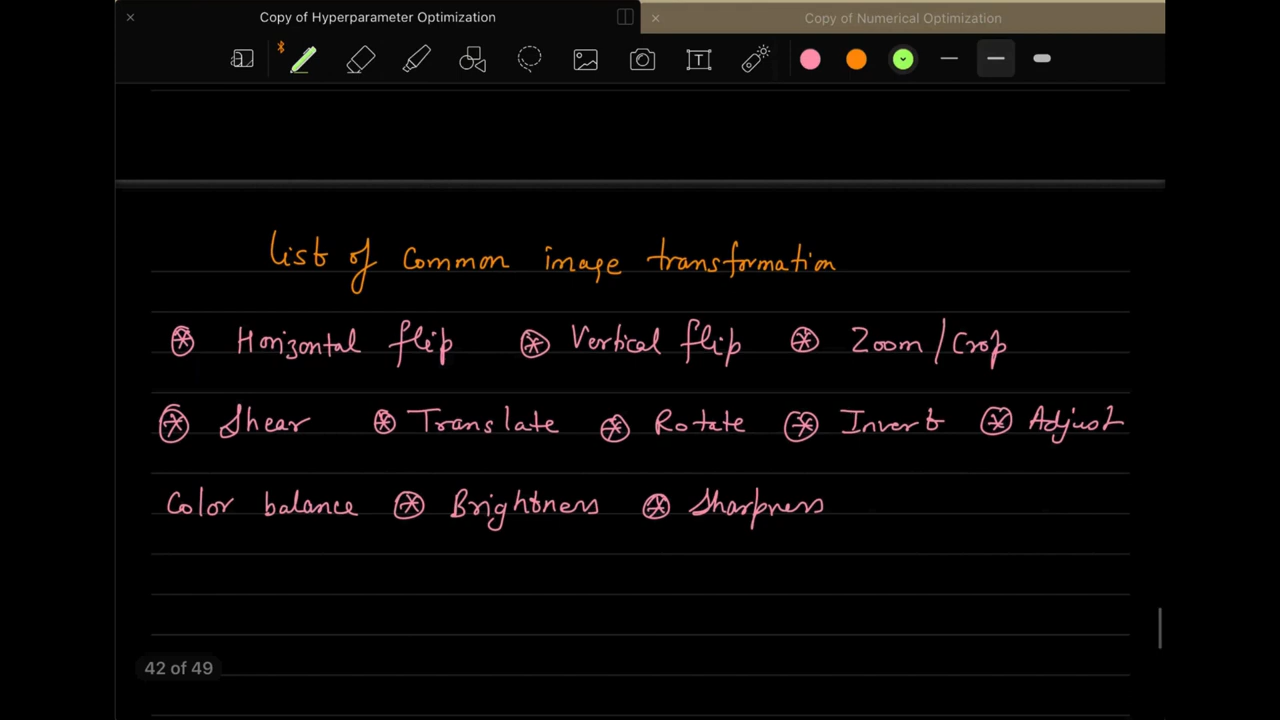 Copy of Hyperparameter Optimization
Copy of Numerical Optimization
T
List of Common image transformation
Horizontal flip Vertical flip Zoom/Crop
Shear Translate Rotate Invert Adjust
Color balance Brightness Sharpness
42 of 49